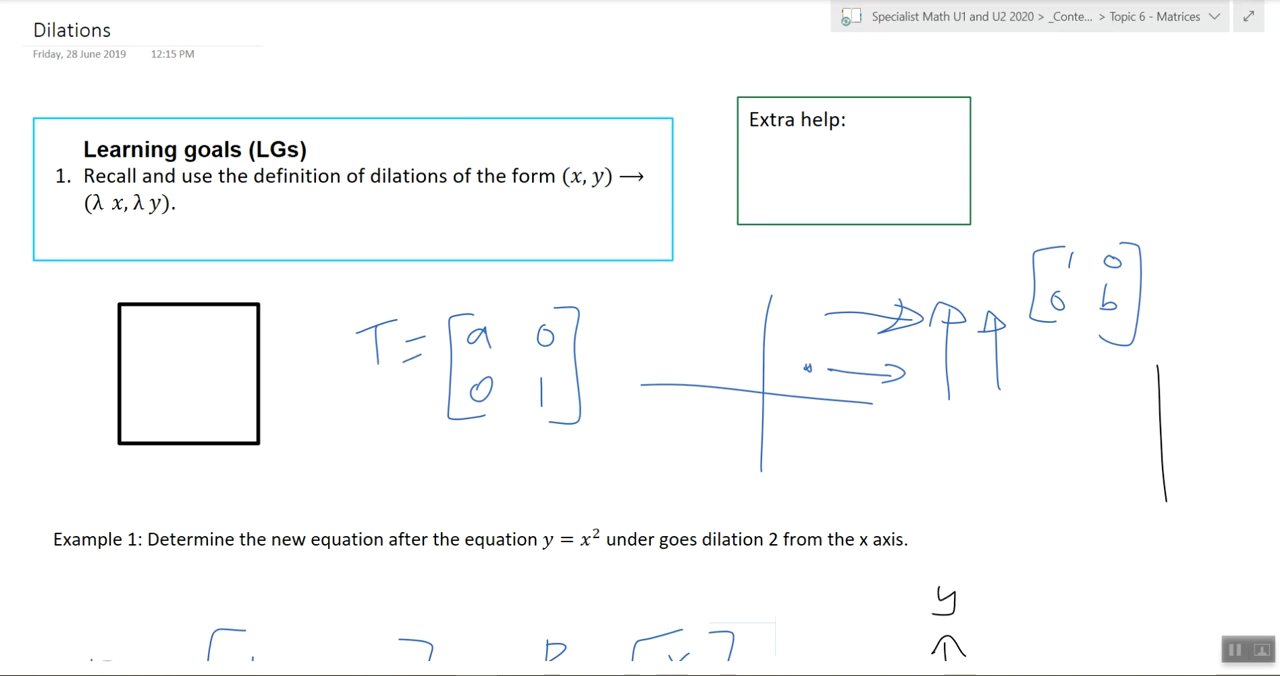 Dilations
Specialist Math U1 and U2 2020 > _Conte... > Topic 6 - Matrices
Friday, 28 June 2019 12:15 PM
Learning goals (LGs)
1. Recall and use the definition of dilations of the form (x, y) ⟶
(λ x, λ y).
Extra help:
1 0
0 b
T = [a 0
0 1]
Example 1: Determine the new equation after the equation y = x² under goes dilation 2 from the x axis.
y